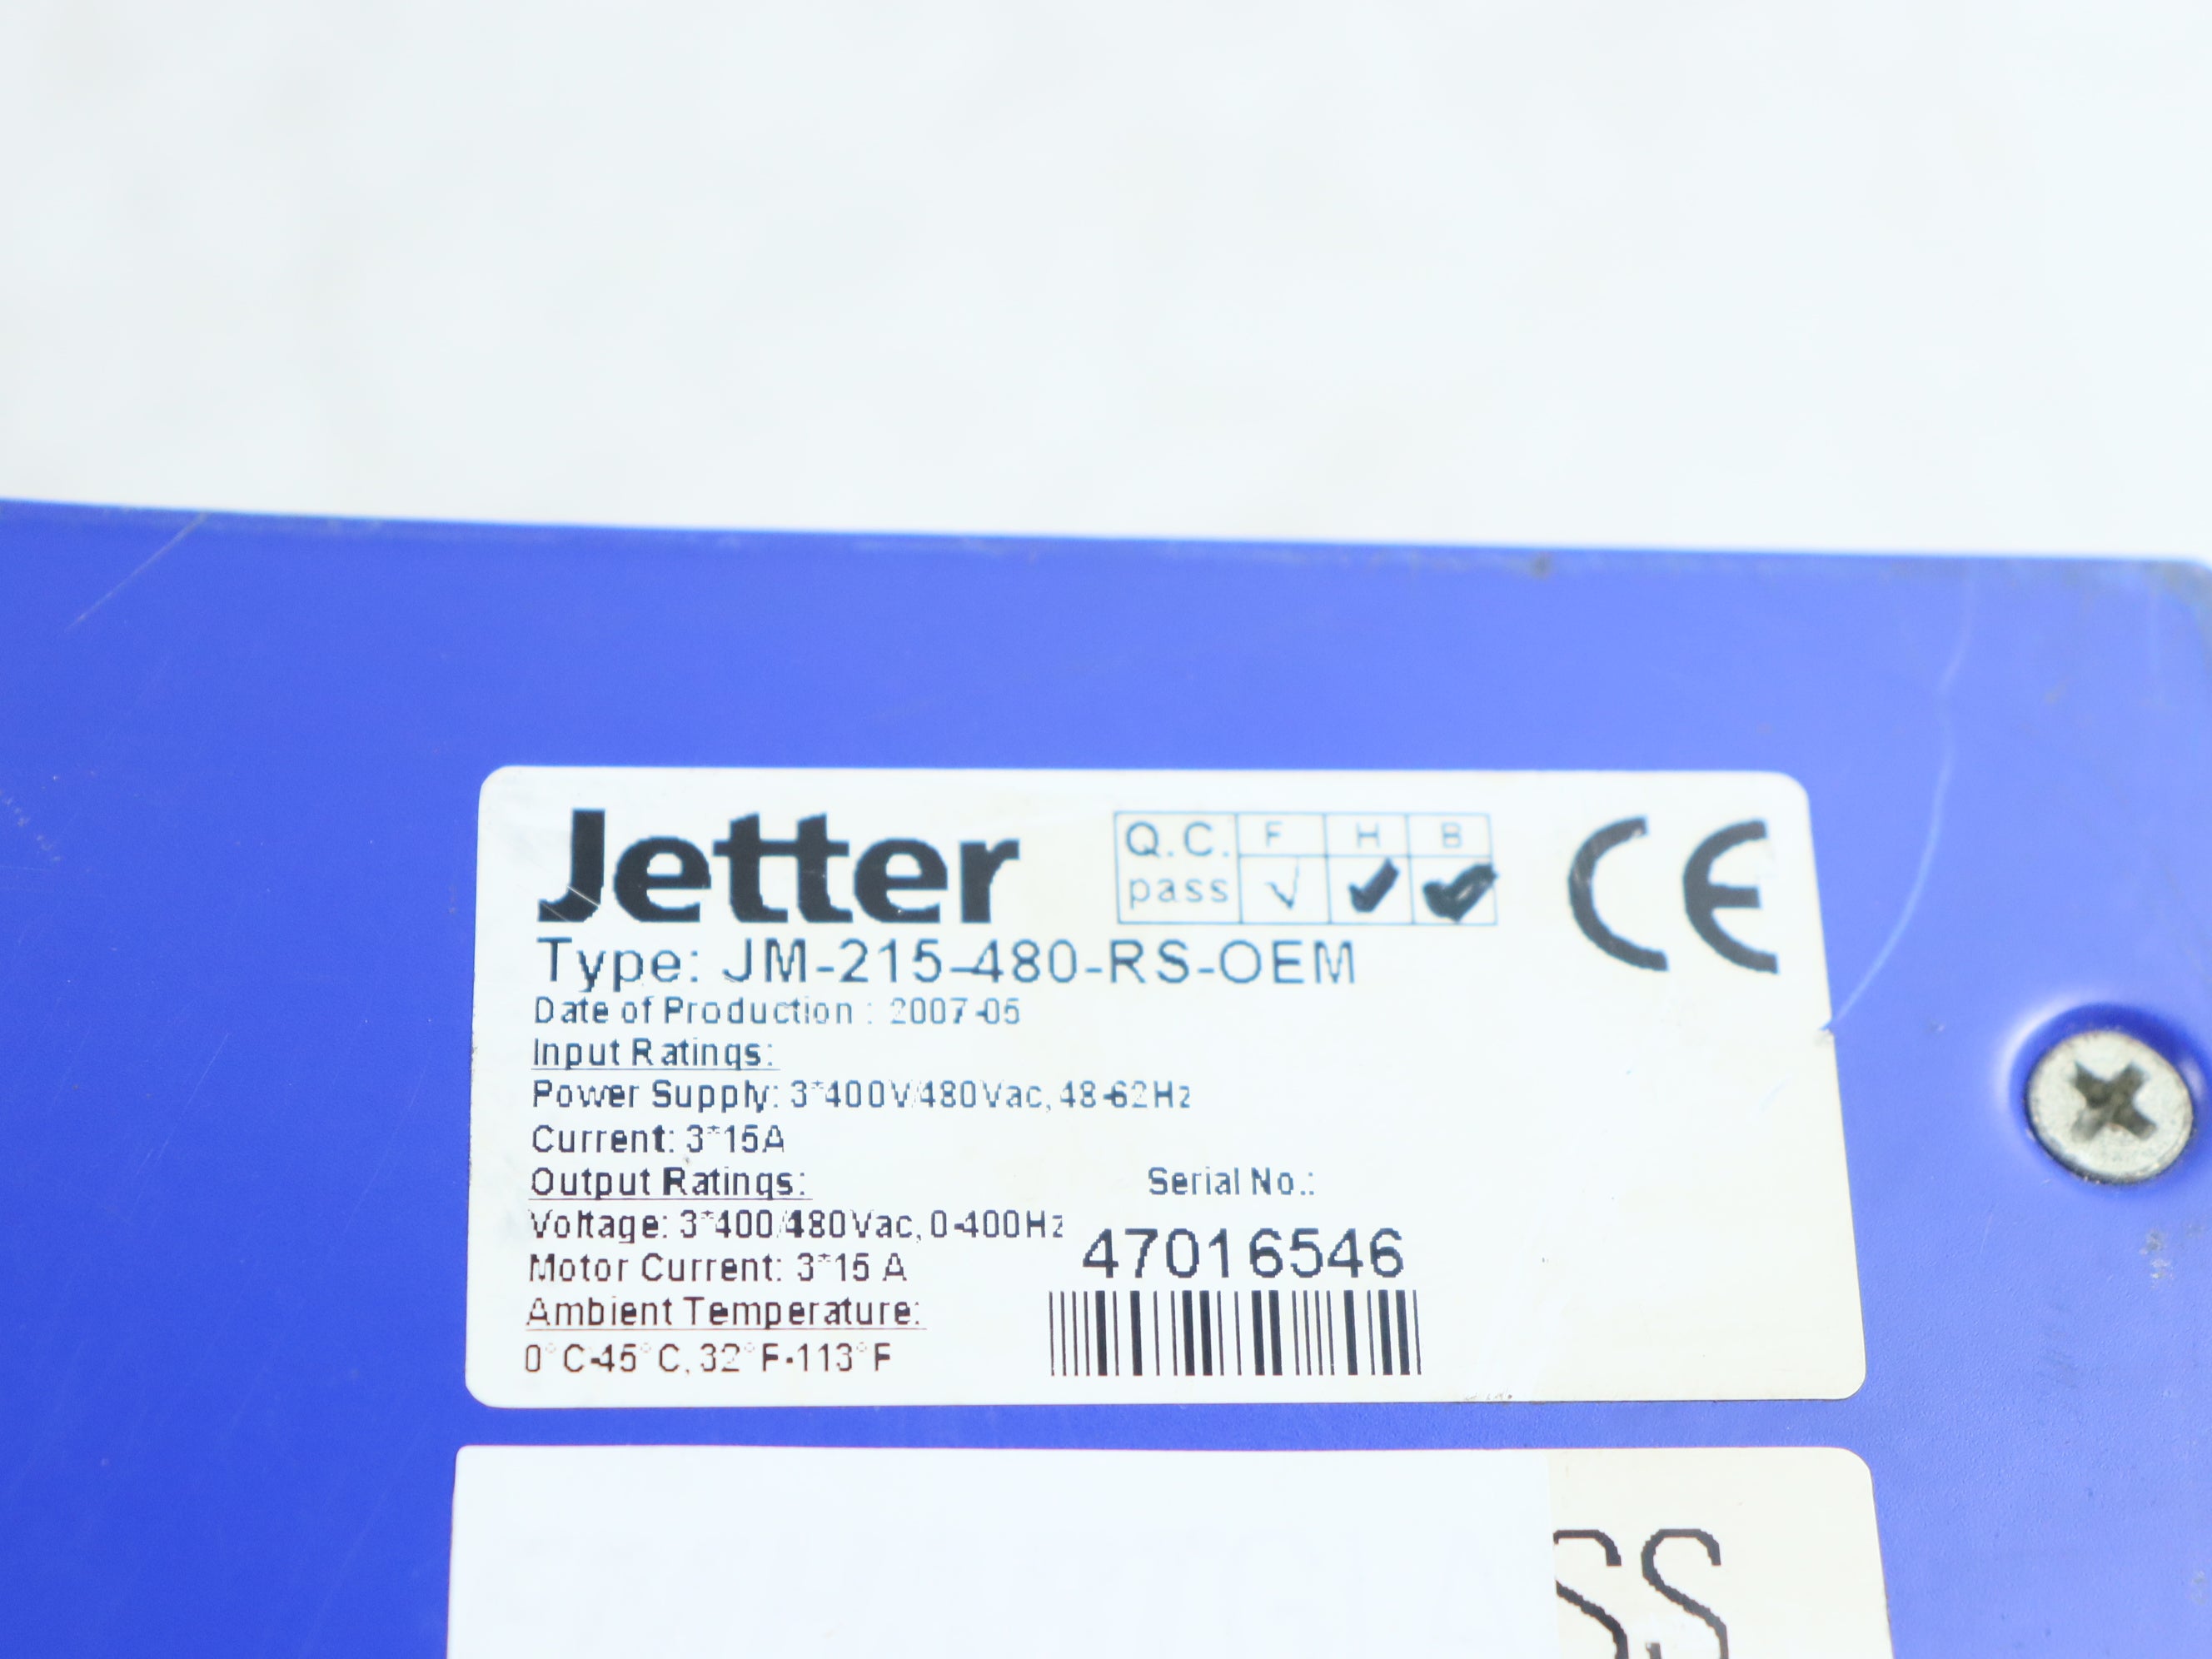 Jetter
Q.C. F H B
pass √ ✓ ✓
CE
Type: JM-215-480-RS-OEM
Date of Production : 2007-05
Input Ratings:
Power Supply: 3*400V/480Vac, 48-62Hz
Current: 3*15A
Output Ratings:
Voltage: 3*400/480Vac, 0-400Hz
Motor Current: 3*15 A
Ambient Temperature:
0°C-45°C, 32°F-113°F
Serial No.:
47016546
SS